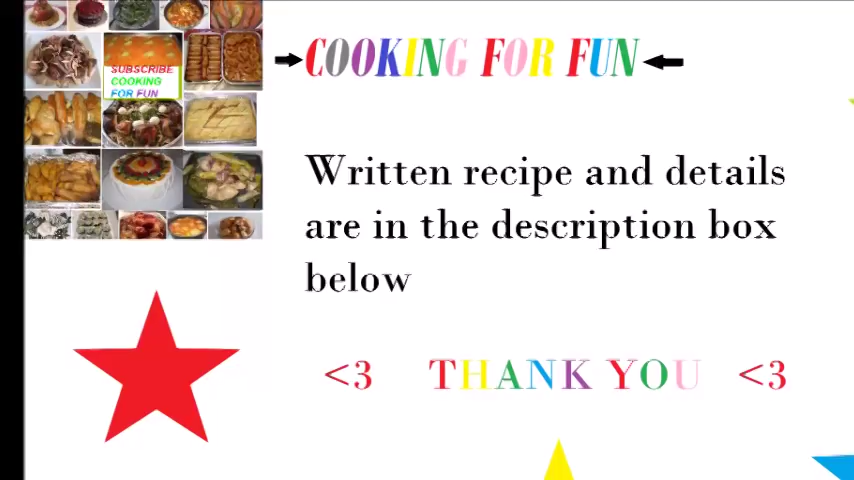 SUBSCRIBE
COOKING
FOR FUN
COOKING FOR FUN
Written recipe and details
are in the description box
below
<3 THANK YOU <3